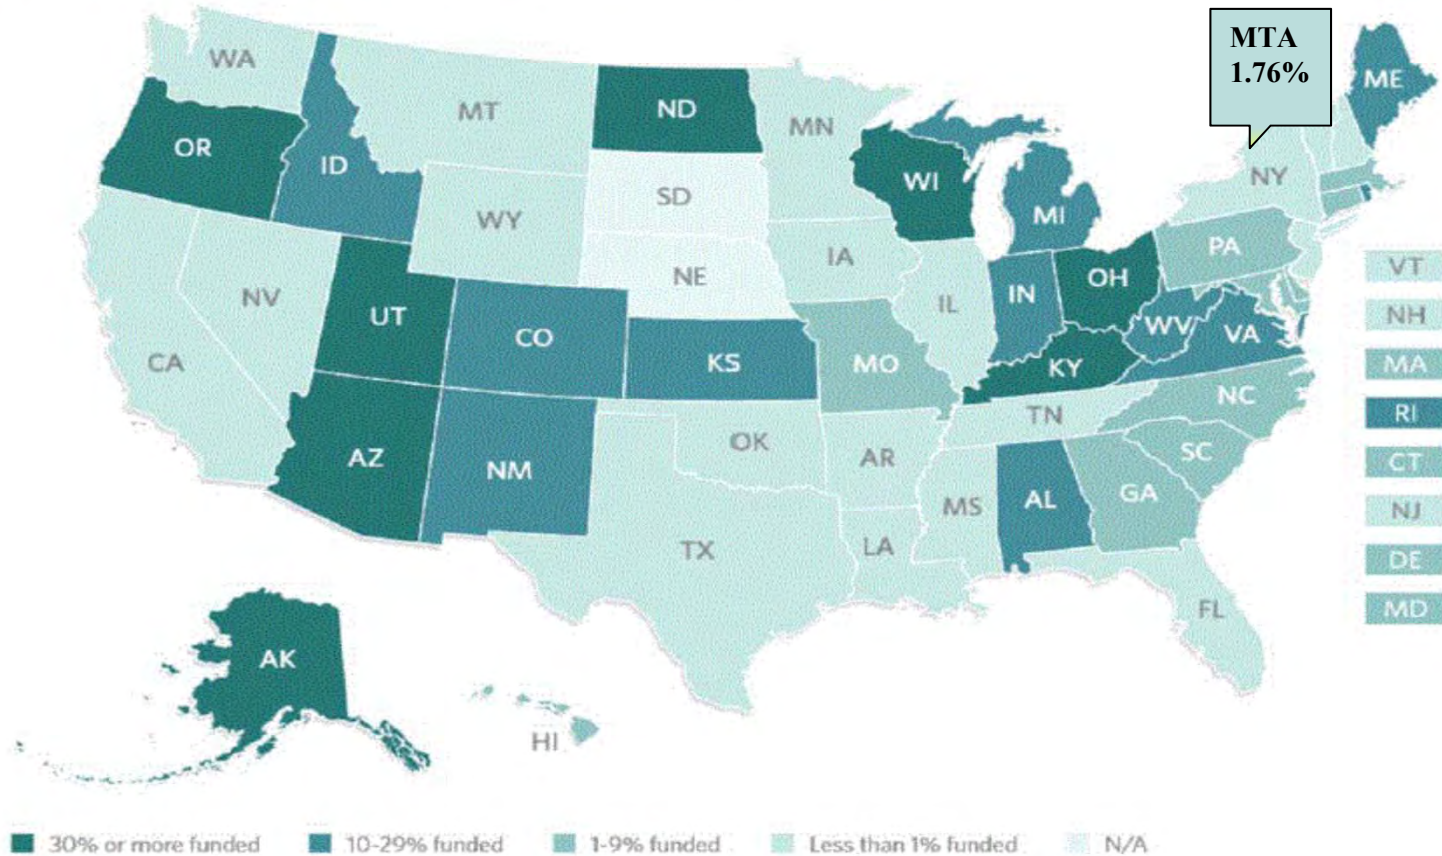 MTA
1.76%
WA
MT
ND
MN
ME
OR
ID
WI
NY
SD
WY
MI
PA
IA
NE
NV
OH
VT
UT
IN
IL
NH
CO
WV
VA
CA
KS
MO
KY
MA
NC
TN
RI
OK
AZ
AR
SC
CT
NM
GA
AL
MS
NJ
TX
LA
DE
FL
MD
AK
HI
30% or more funded
10-29% funded
1-9% funded
Less than 1% funded
N/A